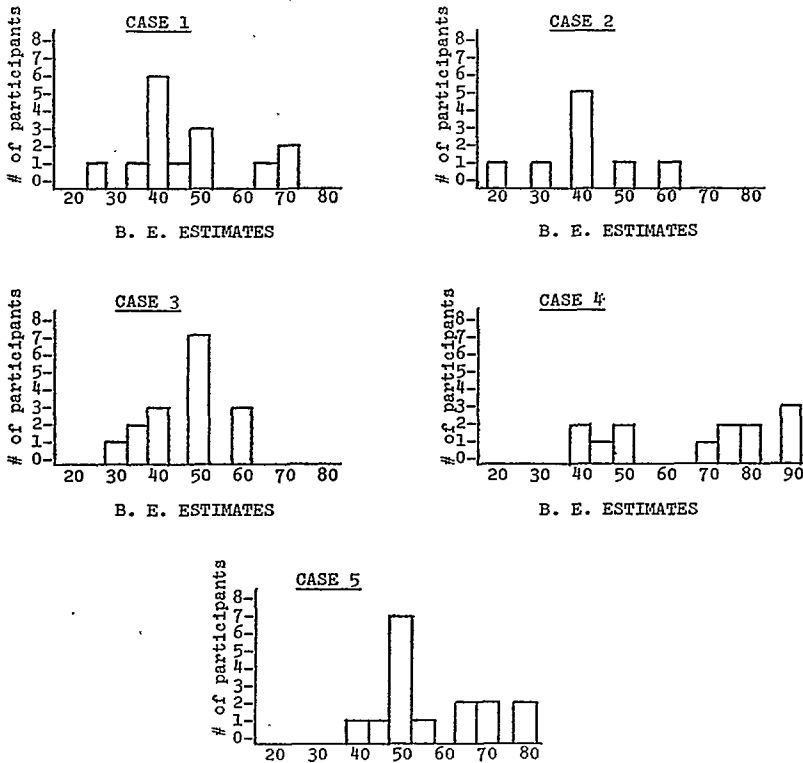 CASE 1
# of participants
8-
7-
6-
5-
4-
3-
2-
1-
0-
20 30 40 50 60 70 80
B. E. ESTIMATES
CASE 2
# of participants
8-
7-
6-
5-
4-
3-
2-
1-
0-
20 30 40 50 60 70 80
B. E. ESTIMATES
CASE 3
# of participants
8-
7-
6-
5-
4-
3-
2-
1-
0-
20 30 40 50 60 70 80
B. E. ESTIMATES
CASE 4
# of participants
8-
7-
6-
5-
4-
3-
2-
1-
0-
20 30 40 50 60 70 80 90
B. E. ESTIMATES
CASE 5
# of participants
8-
7-
6-
5-
4-
3-
2-
1-
0-
20 30 40 50 60 70 80